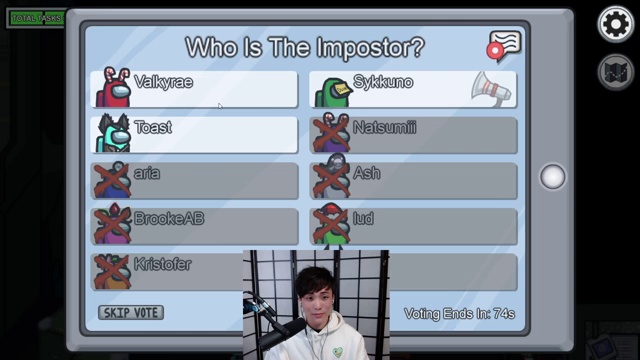 TOTAL TASKS
Who Is The Impostor?
Valkyrae
Sykkuno
Toast
Natsumiii
aria
Ash
BrookeAB
lud
Kristofer
SKIP VOTE
Voting Ends In: 74s